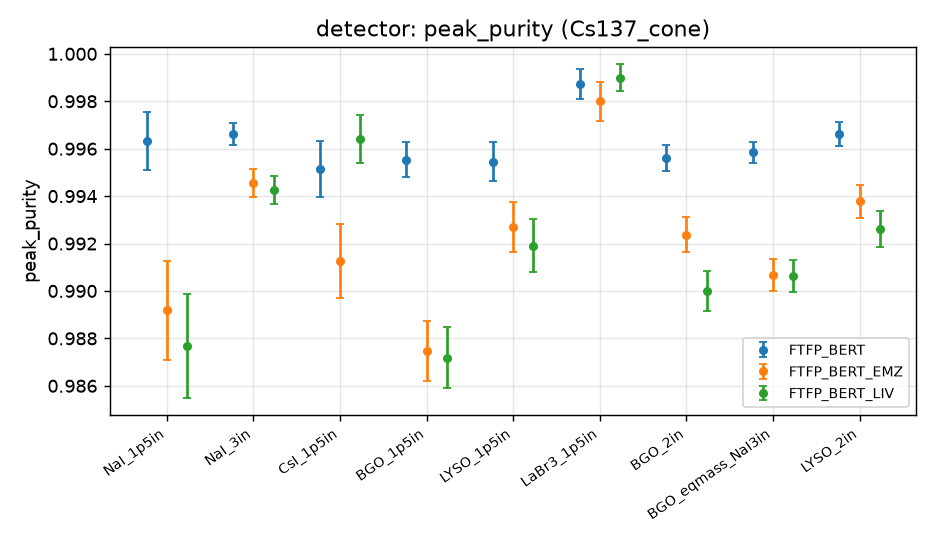 detector: peak_purity (Cs137_cone)
peak_purity
1.000
0.998
0.996
0.994
0.992
0.990
0.988
0.986
FTFP_BERT
FTFP_BERT_EMZ
FTFP_BERT_LIV
NaI_1p5in
NaI_3in
CsI_1p5in
BGO_1p5in
LYSO_1p5in
LaBr3_1p5in
BGO_2in
BGO_eqmass_NaI3in
LYSO_2in